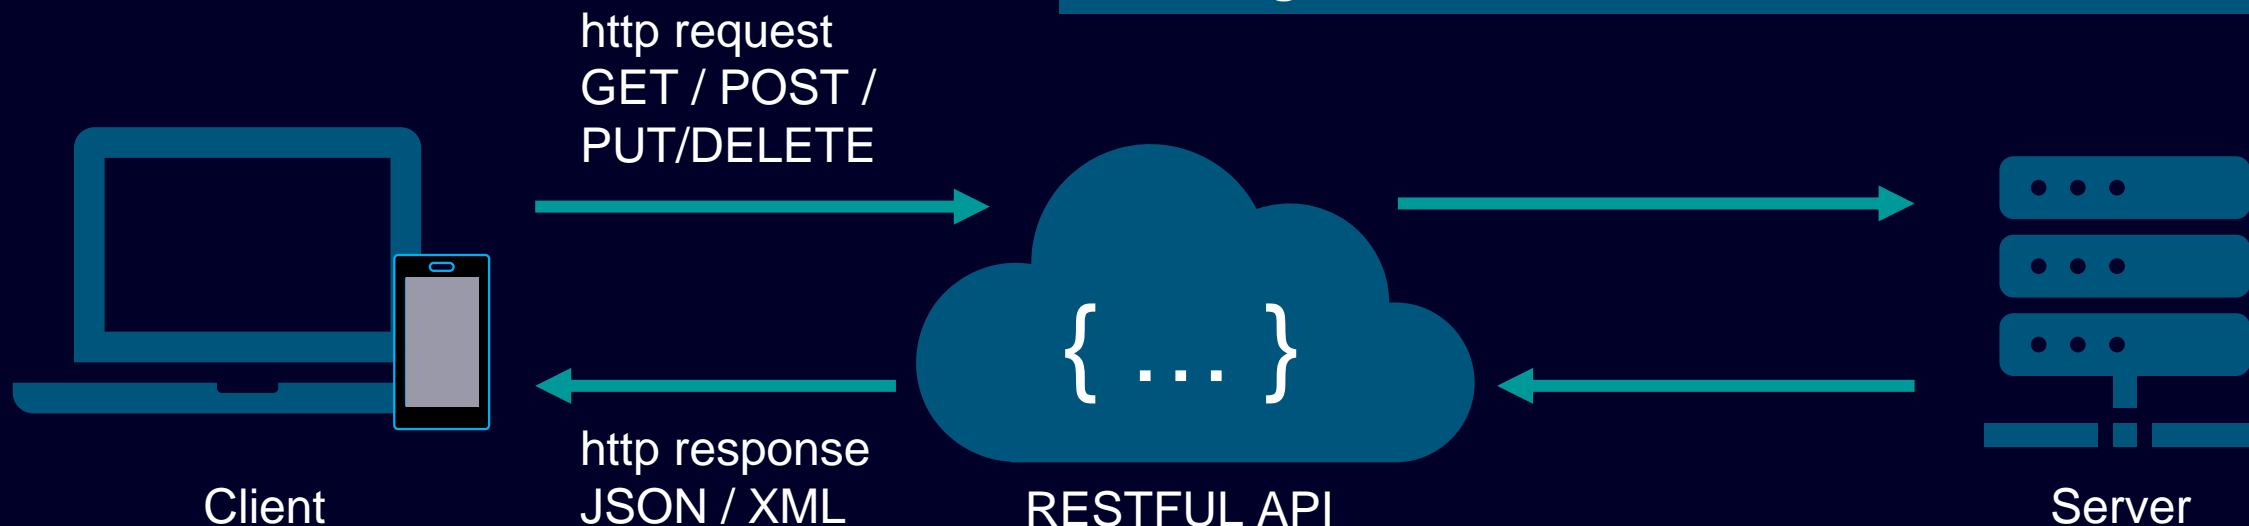 http request
GET / POST /
PUT/DELETE
{ ... }
http response
JSON / XML
Client
RESTFUL API
Server